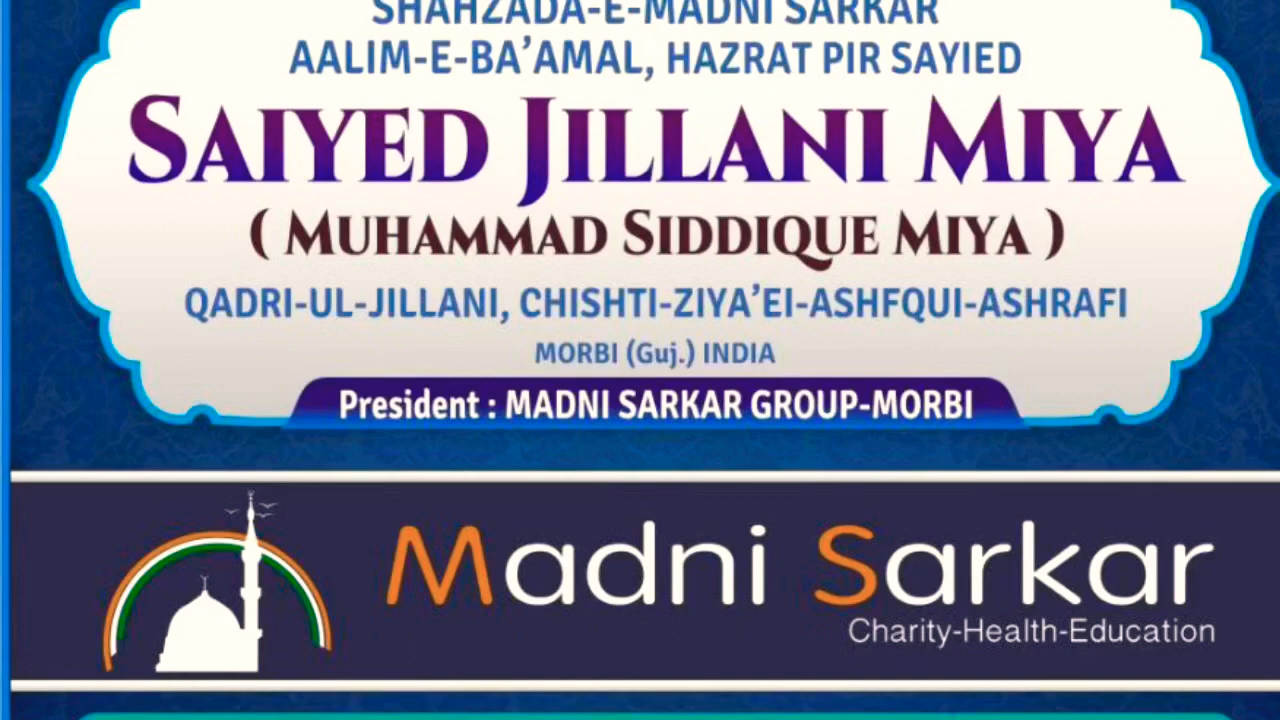 SHAHZADA-E-MADNI SARKAR
AALIM-E-BA'AMAL, HAZRAT PIR SAYIED
SAIYED JILLANI MIYA
( MUHAMMAD SIDDIQUE MIYA )
QADRI-UL-JILLANI, CHISHTI-ZIYA'EI-ASHFQUI-ASHRAFI
MORBI (Guj.) INDIA
President : MADNI SARKAR GROUP-MORBI
Madni Sarkar
Charity-Health-Education